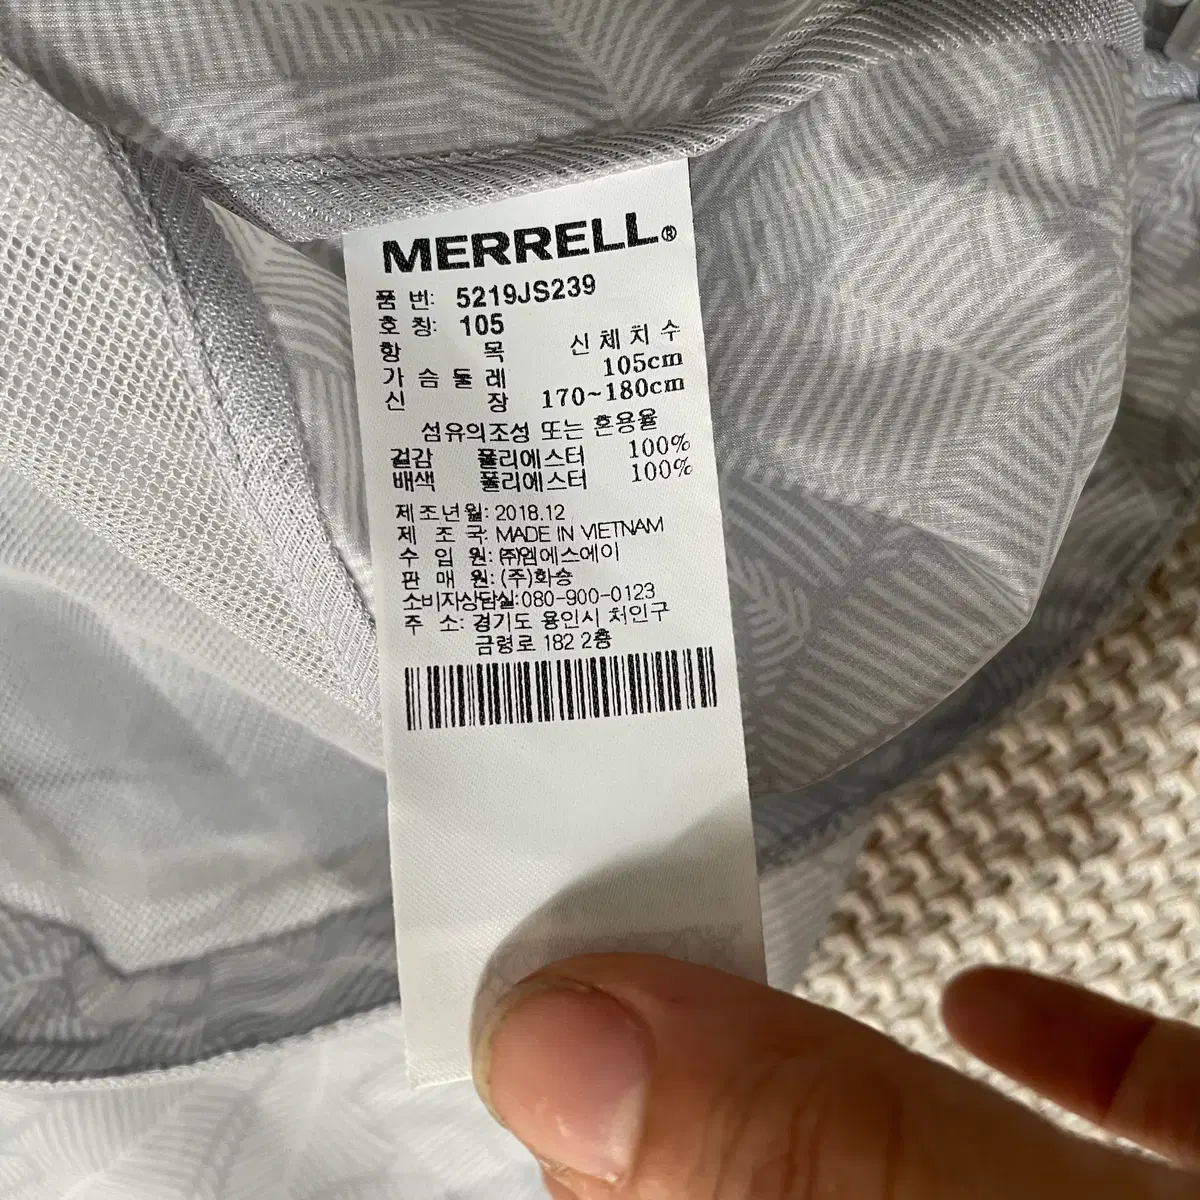 MERRELL®
품 번: 5219JS239
호 칭: 105
항 목 신체치수
가슴둘레 105cm
신 장 170~180cm
섬유의조성 또는 혼용율
겉감 폴리에스터 100%
배색 폴리에스터 100%
제조년월: 2018.12
제 조 국: MADE IN VIETNAM
수 입 원: (주)엠에스에이
판 매 원: (주)화승
소비자상담실:080-900-0123
주 소: 경기도 용인시 처인구
금령로 182 2층